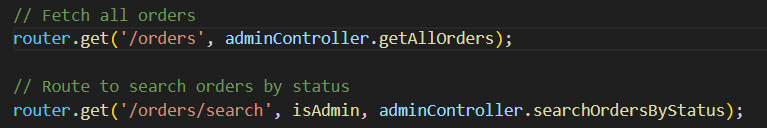 // Fetch all orders
router.get('/orders', adminController.getAllOrders);
// Route to search orders by status
router.get('/orders/search', isAdmin, adminController.searchOrdersByStatus);